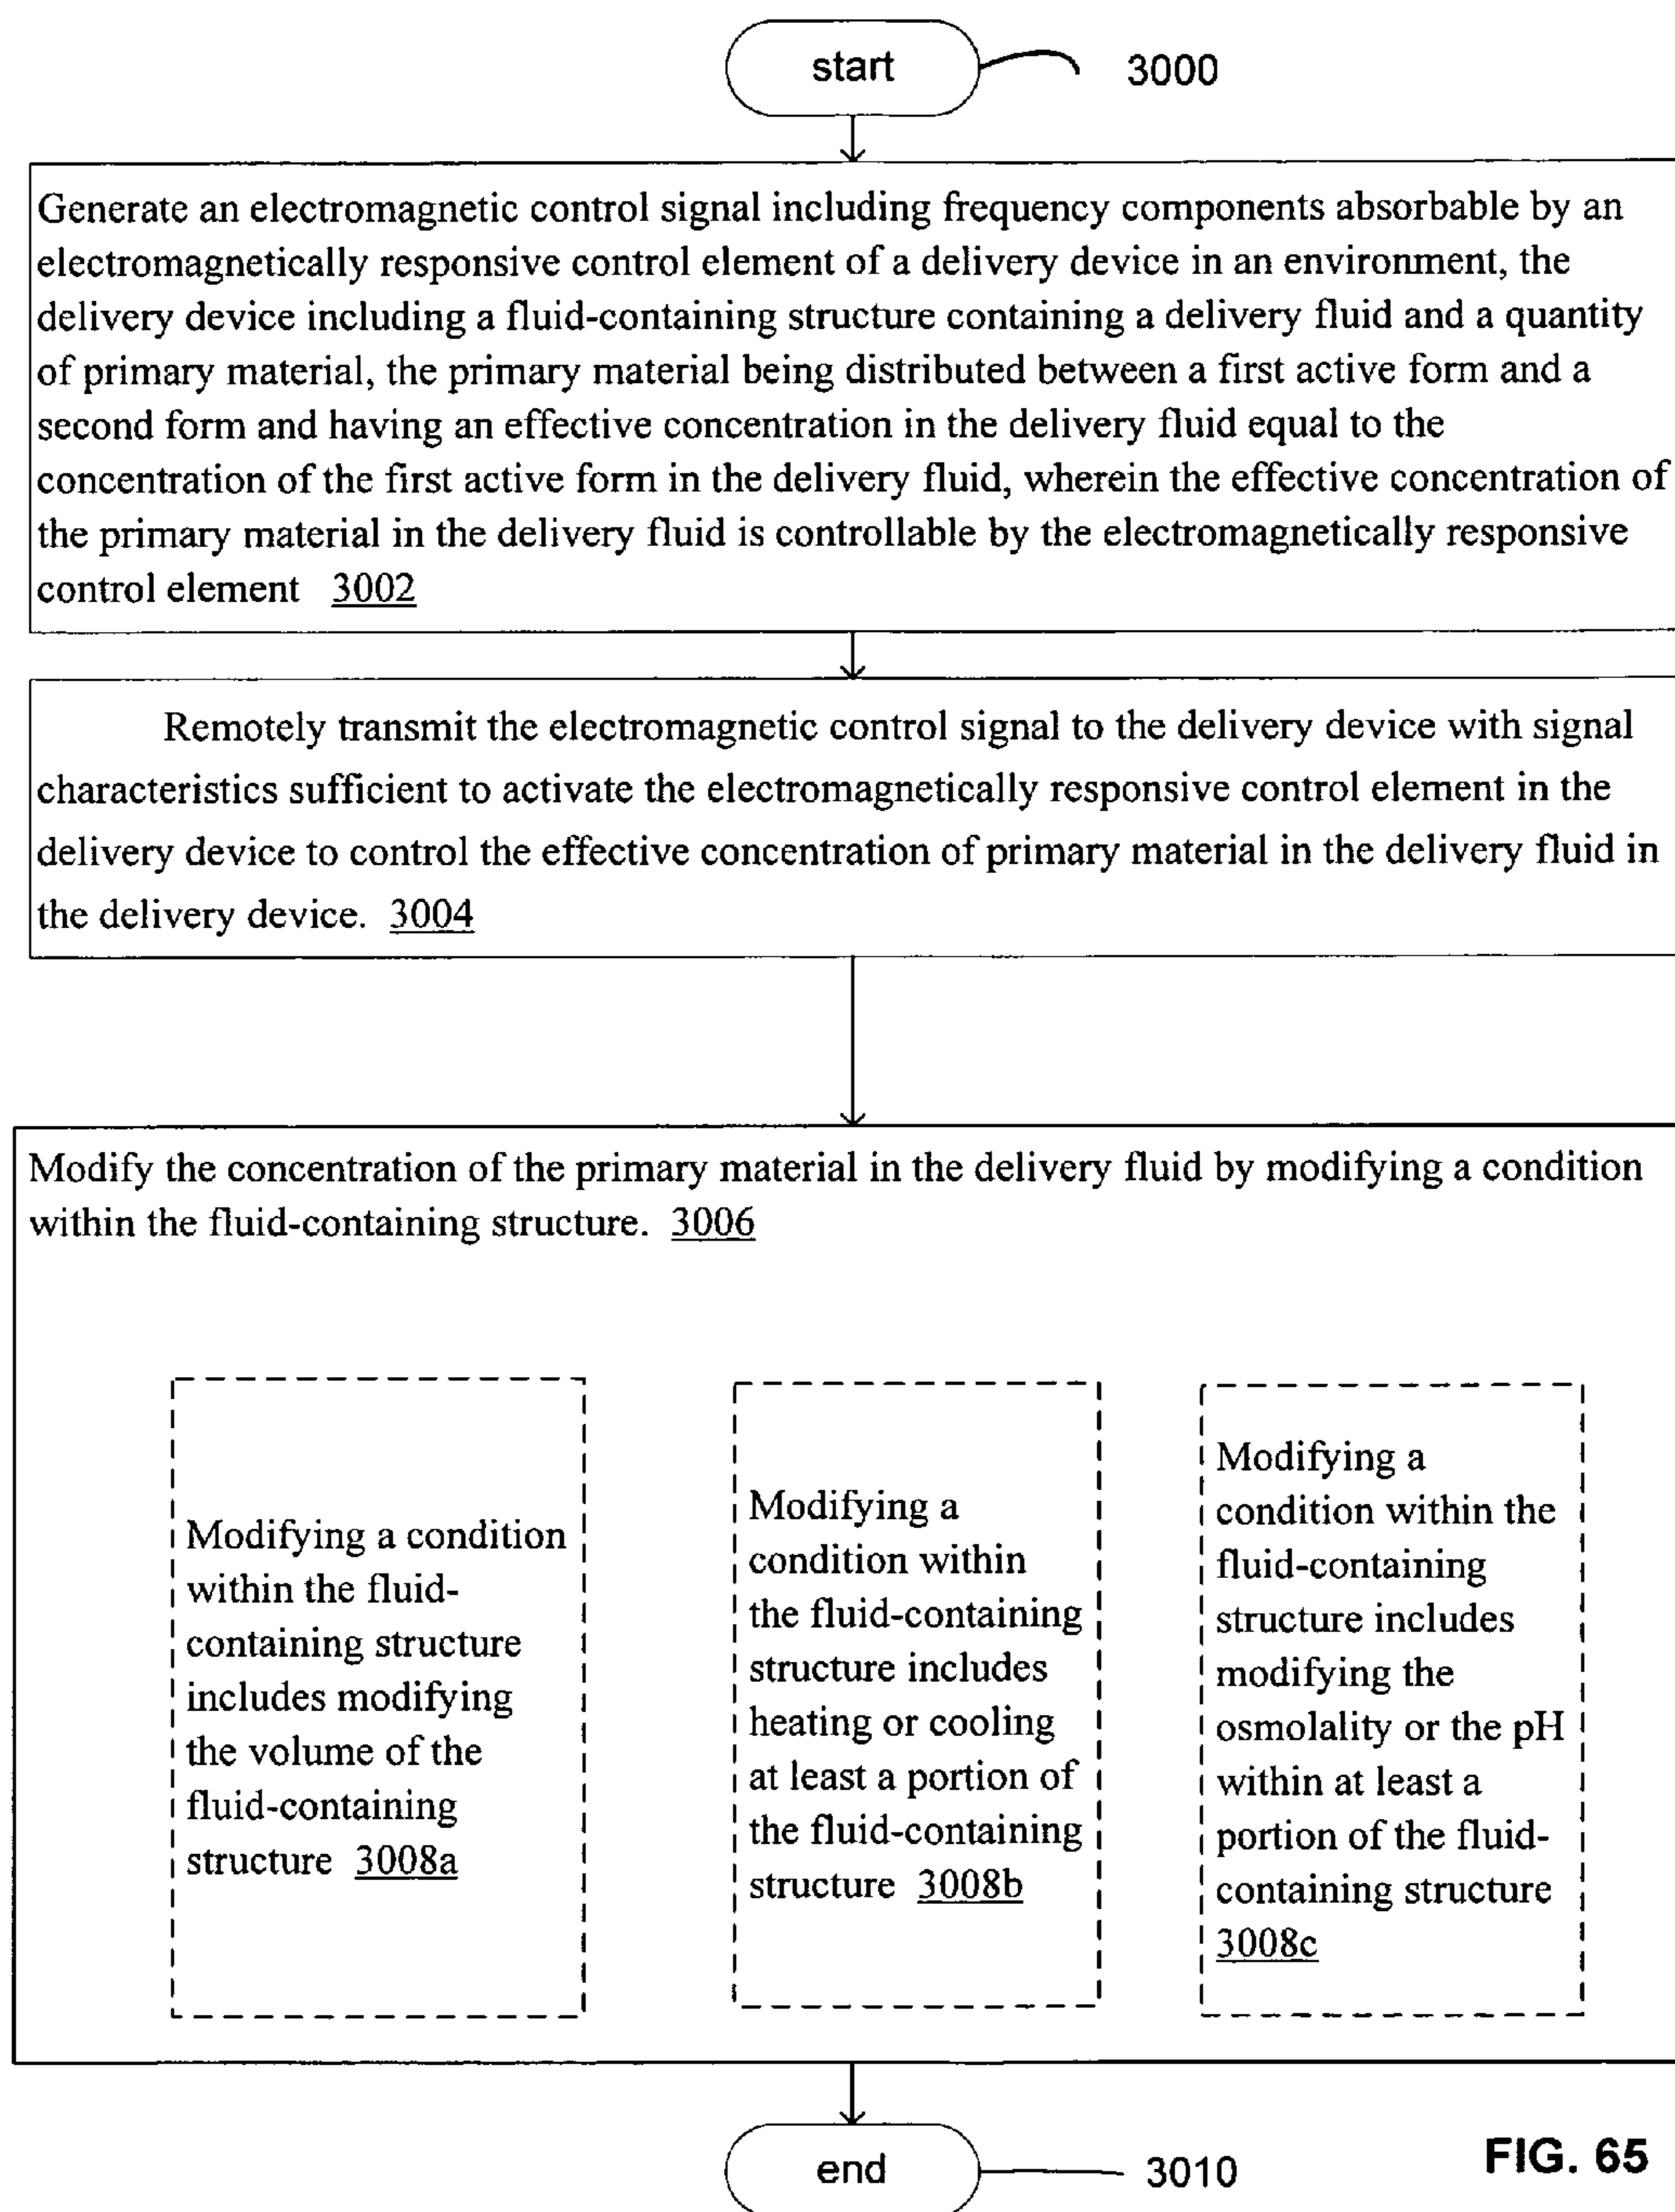 start
3000
Generate an electromagnetic control signal including frequency components absorbable by an
electromagnetically responsive control element of a delivery device in an environment, the
delivery device including a fluid-containing structure containing a delivery fluid and a quantity
of primary material, the primary material being distributed between a first active form and a
second form and having an effective concentration in the delivery fluid equal to the
concentration of the first active form in the delivery fluid, wherein the effective concentration of
the primary material in the delivery fluid is controllable by the electromagnetically responsive
control element 3002
Remotely transmit the electromagnetic control signal to the delivery device with signal
characteristics sufficient to activate the electromagnetically responsive control element in the
delivery device to control the effective concentration of primary material in the delivery fluid in
the delivery device. 3004
Modify the concentration of the primary material in the delivery fluid by modifying a condition
within the fluid-containing structure. 3006
Modifying a condition
within the fluid-
containing structure
includes modifying
the volume of the
fluid-containing
structure 3008a
Modifying a
condition within
the fluid-containing
structure includes
heating or cooling
at least a portion of
the fluid-containing
structure 3008b
Modifying a
condition within the
fluid-containing
structure includes
modifying the
osmolality or the pH
within at least a
portion of the fluid-
containing structure
3008c
end
3010
FIG. 65